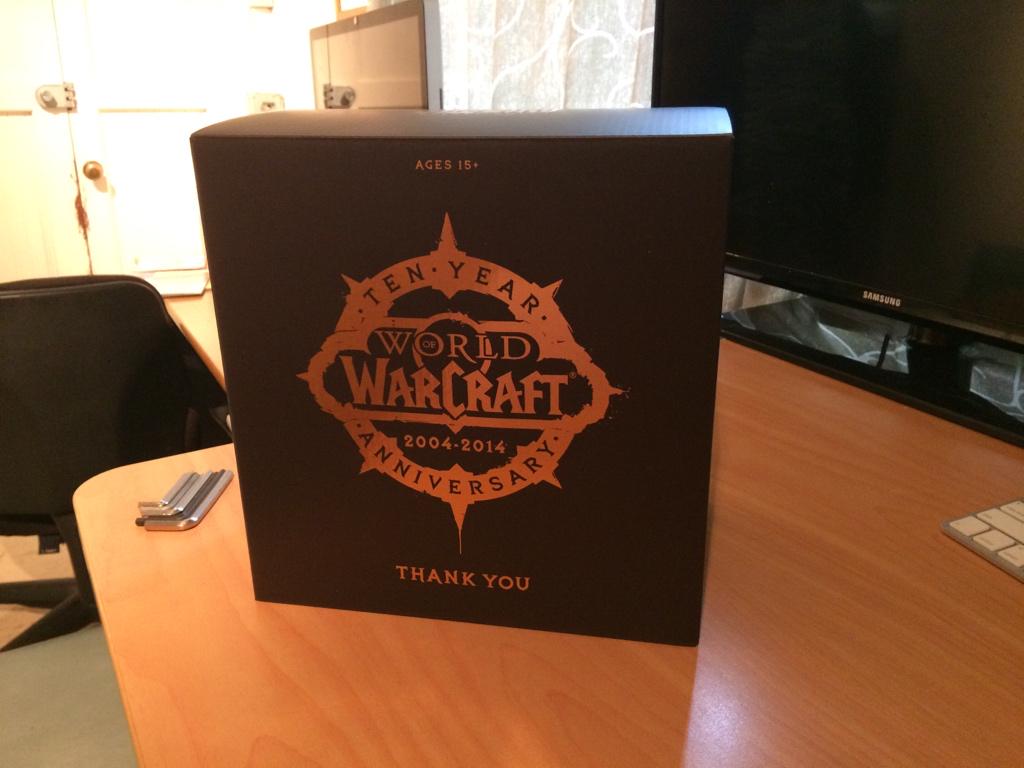 AGES 15+
TEN · YEAR
WORLD OF
WARCRAFT®
2004-2014
ANNIVERSARY
THANK YOU
SAMSUNG